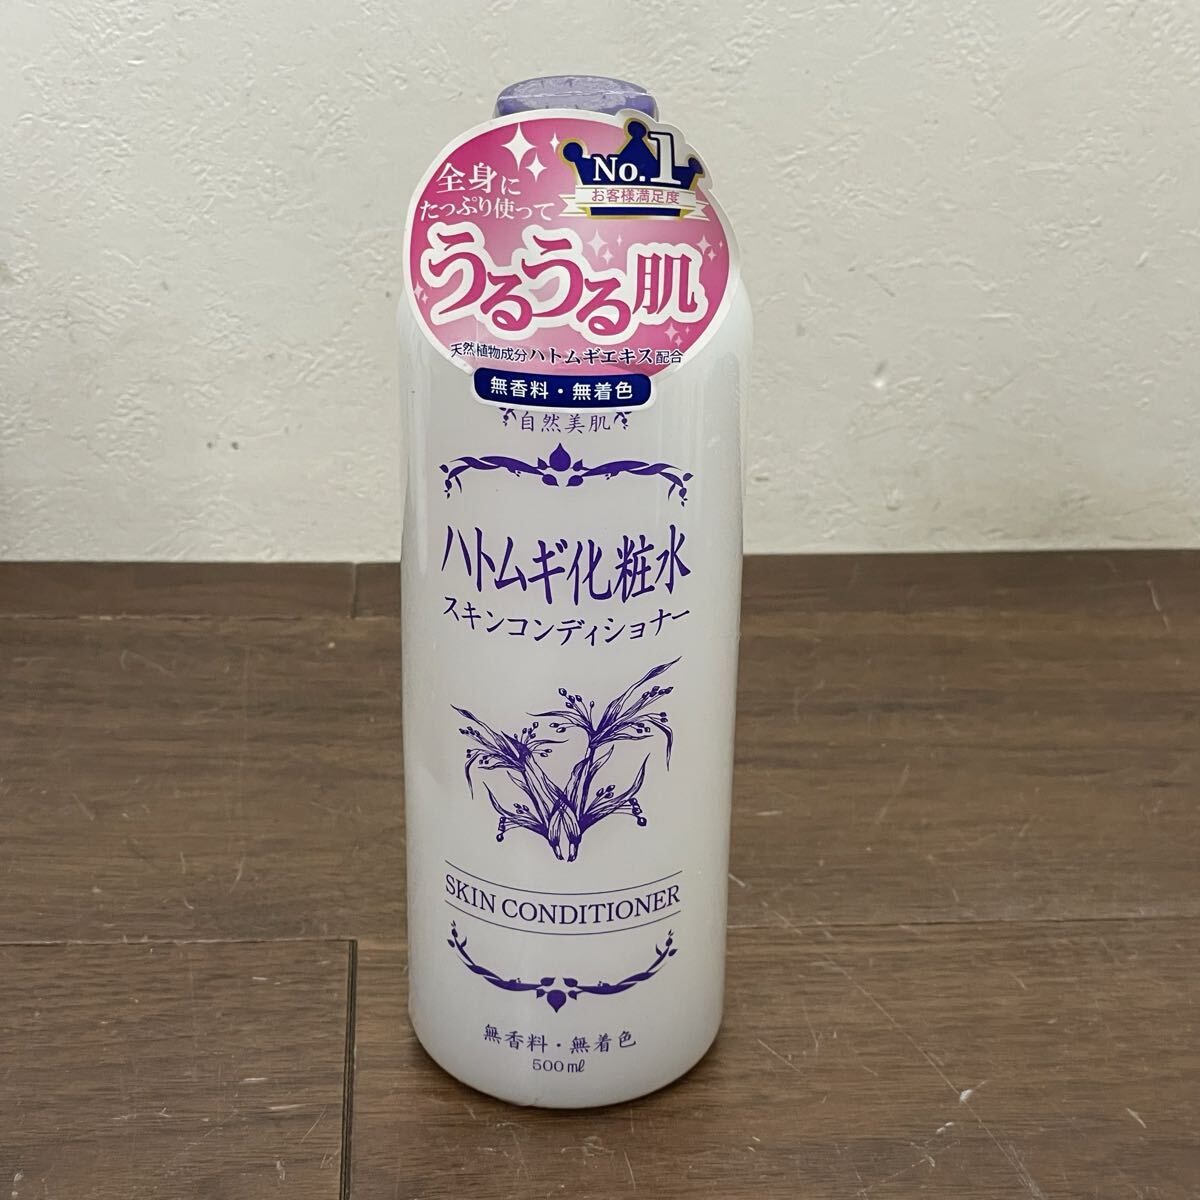 全身に
たっぷり使って
No.1
お客様満足度
うるうる肌
天然植物成分ハトムギエキス配合
無香料・無着色
自然美肌
ハトムギ化粧水
スキンコンディショナー
SKIN CONDITIONER
無香料・無着色
500㎖